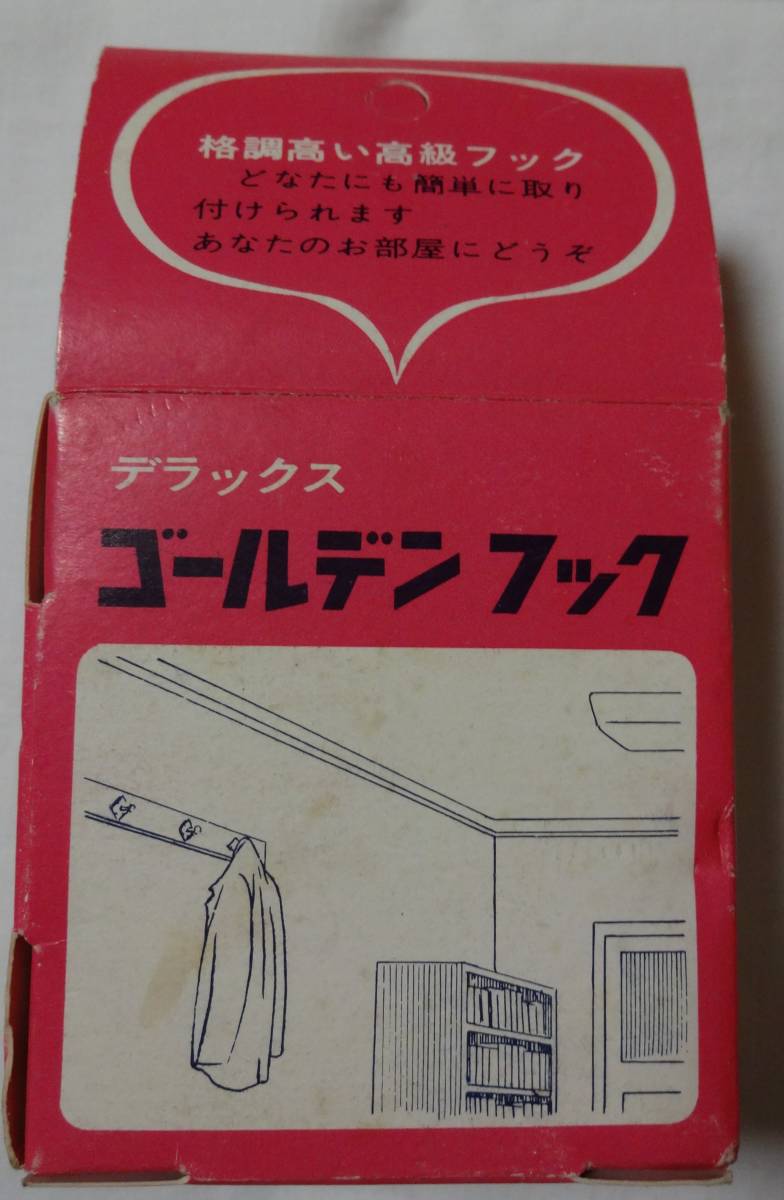 格調高い高級フック
どなたにも簡単に取り
付けられます
あなたのお部屋にどうぞ
デラックス
ゴールデンフック